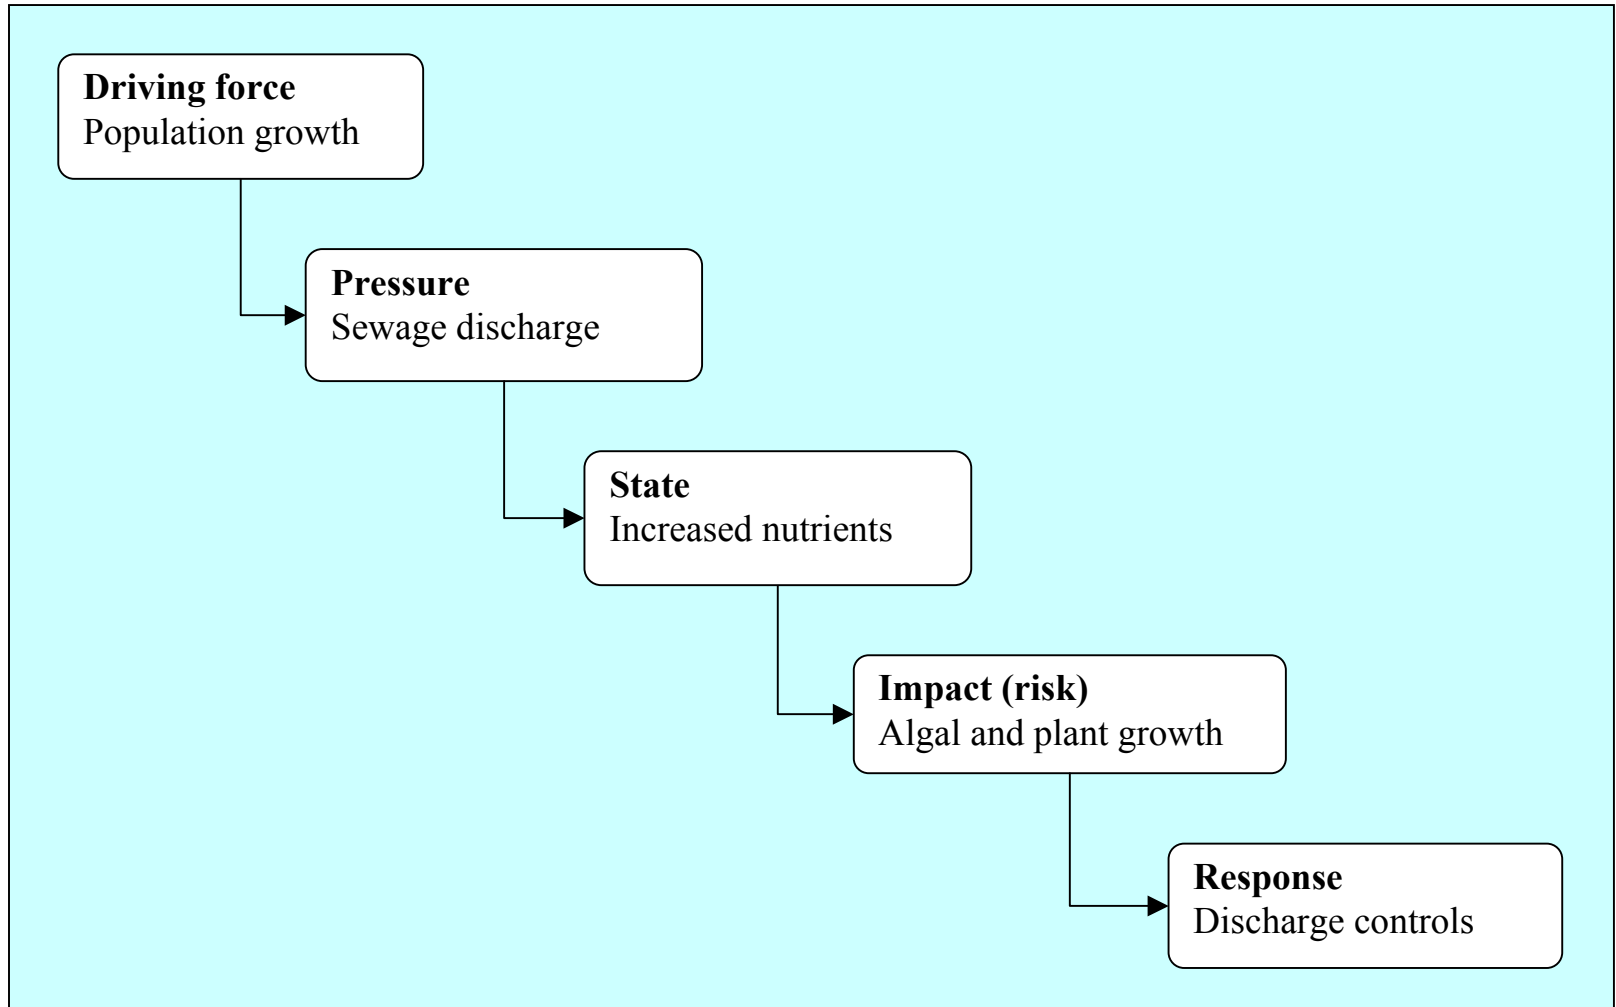 Driving force
Population growth
Pressure
Sewage discharge
State
Increased nutrients
Impact (risk)
Algal and plant growth
Response
Discharge controls